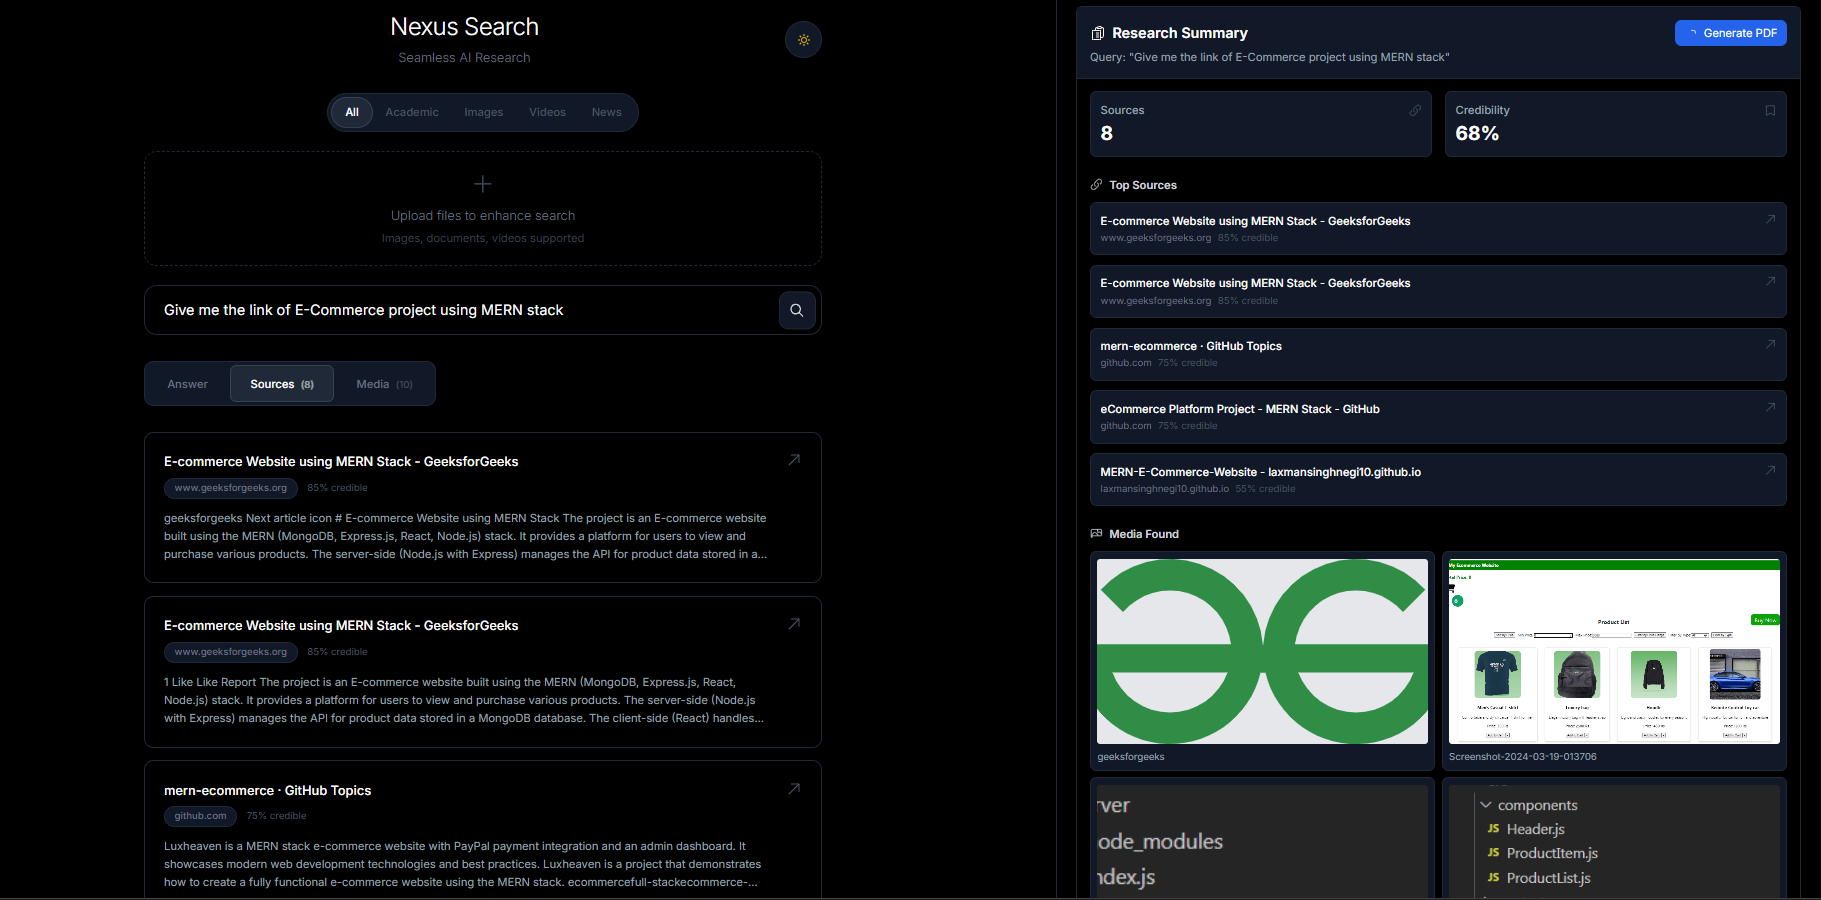 Nexus Search
Seamless AI Research
All
Academic
Images
Videos
News
Upload files to enhance search
Images, documents, videos supported
Give me the link of E-Commerce project using MERN stack
Answer
Sources (8)
Media (10)
E-commerce Website using MERN Stack - GeeksforGeeks
www.geeksforgeeks.org 85% credible
geeksforgeeks Next article icon # E-commerce Website using MERN Stack The project is an E-commerce website
built using the MERN (MongoDB, Express.js, React, Node.js) stack. It provides a platform for users to view and
purchase various products. The server-side (Node.js with Express) manages the API for product data stored in a...
E-commerce Website using MERN Stack - GeeksforGeeks
www.geeksforgeeks.org 85% credible
1 Like Like Report The project is an E-commerce website built using the MERN (MongoDB, Express.js, React,
Node.js) stack. It provides a platform for users to view and purchase various products. The server-side (Node.js
with Express) manages the API for product data stored in a MongoDB database. The client-side (React) handles...
mern-ecommerce · GitHub Topics
github.com 75% credible
Luxheaven is a MERN stack e-commerce website with PayPal payment integration and an admin dashboard. It
showcases modern web development technologies and best practices. Luxheaven is a project that demonstrates
how to create a fully functional e-commerce website using the MERN stack. ecommercefull-stackecommerce-...
Research Summary
Generate PDF
Query: "Give me the link of E-Commerce project using MERN stack"
Sources
8
Credibility
68%
Top Sources
E-commerce Website using MERN Stack - GeeksforGeeks
www.geeksforgeeks.org 85% credible
E-commerce Website using MERN Stack - GeeksforGeeks
www.geeksforgeeks.org 85% credible
mern-ecommerce · GitHub Topics
github.com 75% credible
eCommerce Platform Project - MERN Stack - GitHub
github.com 75% credible
MERN-E-Commerce-Website - laxmansinghnegi10.github.io
laxmansinghnegi10.github.io 55% credible
Media Found
My Ecommerce Website
Buy Now
Product List
Men's Casual T-shirt
Luxury bag
Hoodie
Remote Control Toy car
geeksforgeeks
Screenshot-2024-03-19-013706
rver
ode_modules
ndex.js
components
JS Header.js
JS ProductItem.js
JS ProductList.js